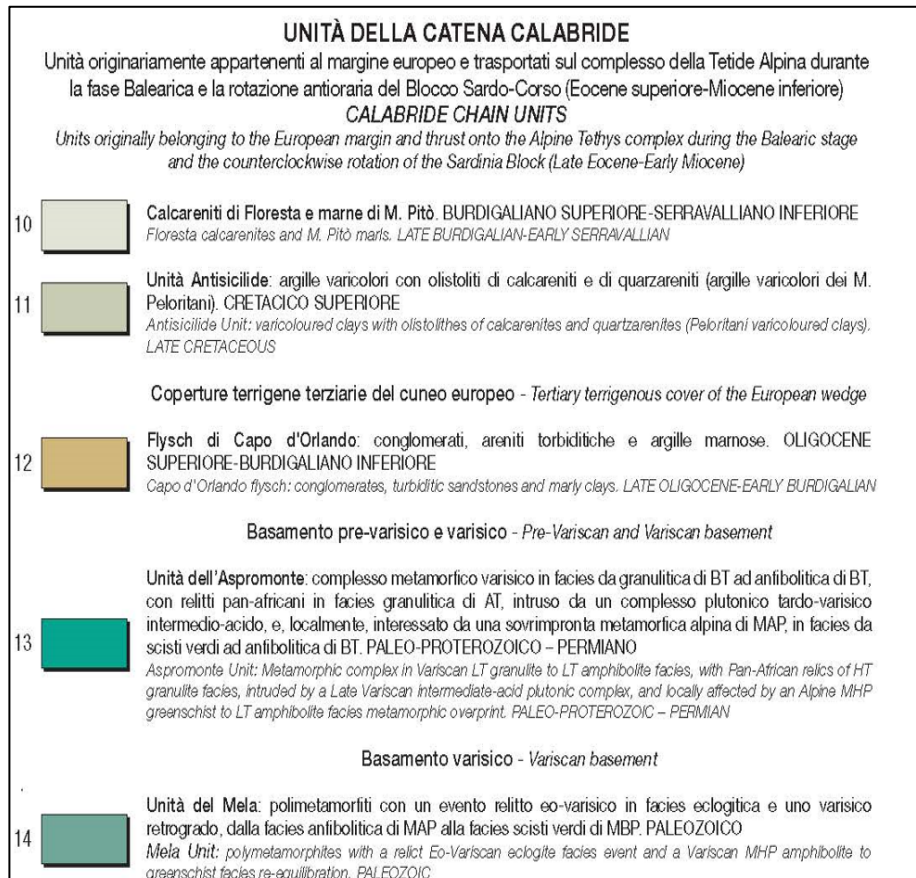 UNITÀ DELLA CATENA CALABRIDE
Unità originariamente appartenenti al margine europeo e trasportati sul complesso della Tetide Alpina durante
la fase Balearica e la rotazione antioraria del Blocco Sardo-Corso (Eocene superiore-Miocene inferiore)
CALABRIDE CHAIN UNITS
Units originally belonging to the European margin and thrust onto the Alpine Tethys complex during the Balearic stage
and the counterclockwise rotation of the Sardinia Block (Late Eocene-Early Miocene)
10
Calcareniti di Floresta e marne di M. Pitò. BURDIGALIANO SUPERIORE-SERRAVALLIANO INFERIORE
Floresta calcarenites and M. Pitò marls. LATE BURDIGALIAN-EARLY SERRAVALLIAN
11
Unità Antisicilide: argille varicolori con olistoliti di calcareniti e di quarzareniti (argille varicolori dei M.
Peloritani). CRETACICO SUPERIORE
Antisicilide Unit: varicoloured clays with olistolithes of calcarenites and quartzarenites (Peloritani varicoloured clays).
LATE CRETACEOUS
Coperture terrigene terziarie del cuneo europeo - Tertiary terrigenous cover of the European wedge
12
Flysch di Capo d'Orlando: conglomerati, areniti torbiditiche e argille marnose. OLIGOCENE
SUPERIORE-BURDIGALIANO INFERIORE
Capo d'Orlando flysch: conglomerates, turbiditic sandstones and marly clays. LATE OLIGOCENE-EARLY BURDIGALIAN
Basamento pre-varisico e varisico - Pre-Variscan and Variscan basement
13
Unità dell'Aspromonte: complesso metamorfico varisico in facies da granulitica di BT ad anfibolitica di BT,
con relitti pan-africani in facies granulitica di AT, intruso da un complesso plutonico tardo-varisico
intermedio-acido, e, localmente, interessato da una sovrimpronta metamorfica alpina di MAP, in facies da
scisti verdi ad anfibolitica di BT. PALEO-PROTEROZOICO – PERMIANO
Aspromonte Unit: Metamorphic complex in Variscan LT granulite to LT amphibolite facies, with Pan-African relics of HT
granulite facies, intruded by a Late Variscan intermediate-acid plutonic complex, and locally affected by an Alpine MHP
greenschist to LT amphibolite facies metamorphic overprint. PALEO-PROTEROZOIC – PERMIAN
Basamento varisico - Variscan basement
14
Unità del Mela: polimetamorfiti con un evento relitto eo-varisico in facies eclogitica e uno varisico
retrogrado, dalla facies anfibolitica di MAP alla facies scisti verdi di MBP. PALEOZOICO
Mela Unit: polymetamorphites with a relict Eo-Variscan eclogite facies event and a Variscan MHP amphibolite to
greenschist facies re-equilibration. PALEOZOIC